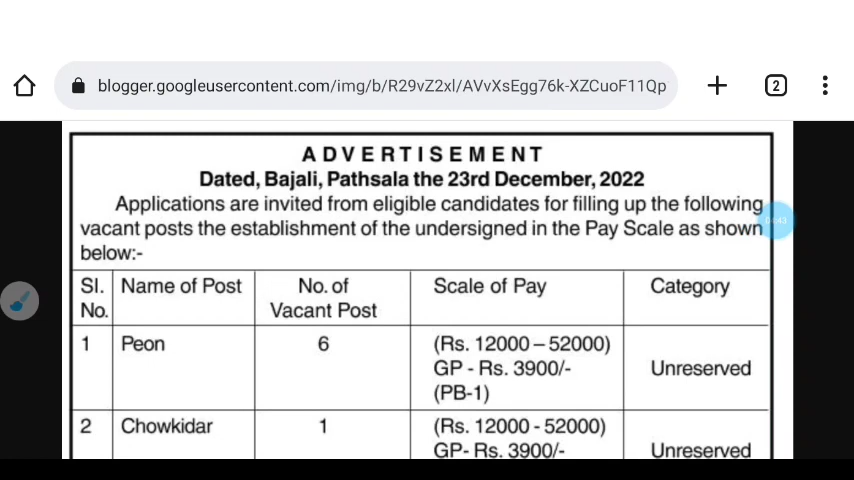 blogger.googleusercontent.com/img/b/R29vZ2xl/AVvXsEgg76k-XZCuoF11Qp
2
ADVERTISEMENT
Dated, Bajali, Pathsala the 23rd December, 2022
Applications are invited from eligible candidates for filling up the following
vacant posts the establishment of the undersigned in the Pay Scale as shown
below:-
Sl. No. Name of Post No. of Vacant Post Scale of Pay Category
1 Peon 6 (Rs. 12000 – 52000) GP - Rs. 3900/- (PB-1) Unreserved
2 Chowkidar 1 (Rs. 12000 - 52000) GP- Rs. 3900/- Unreserved